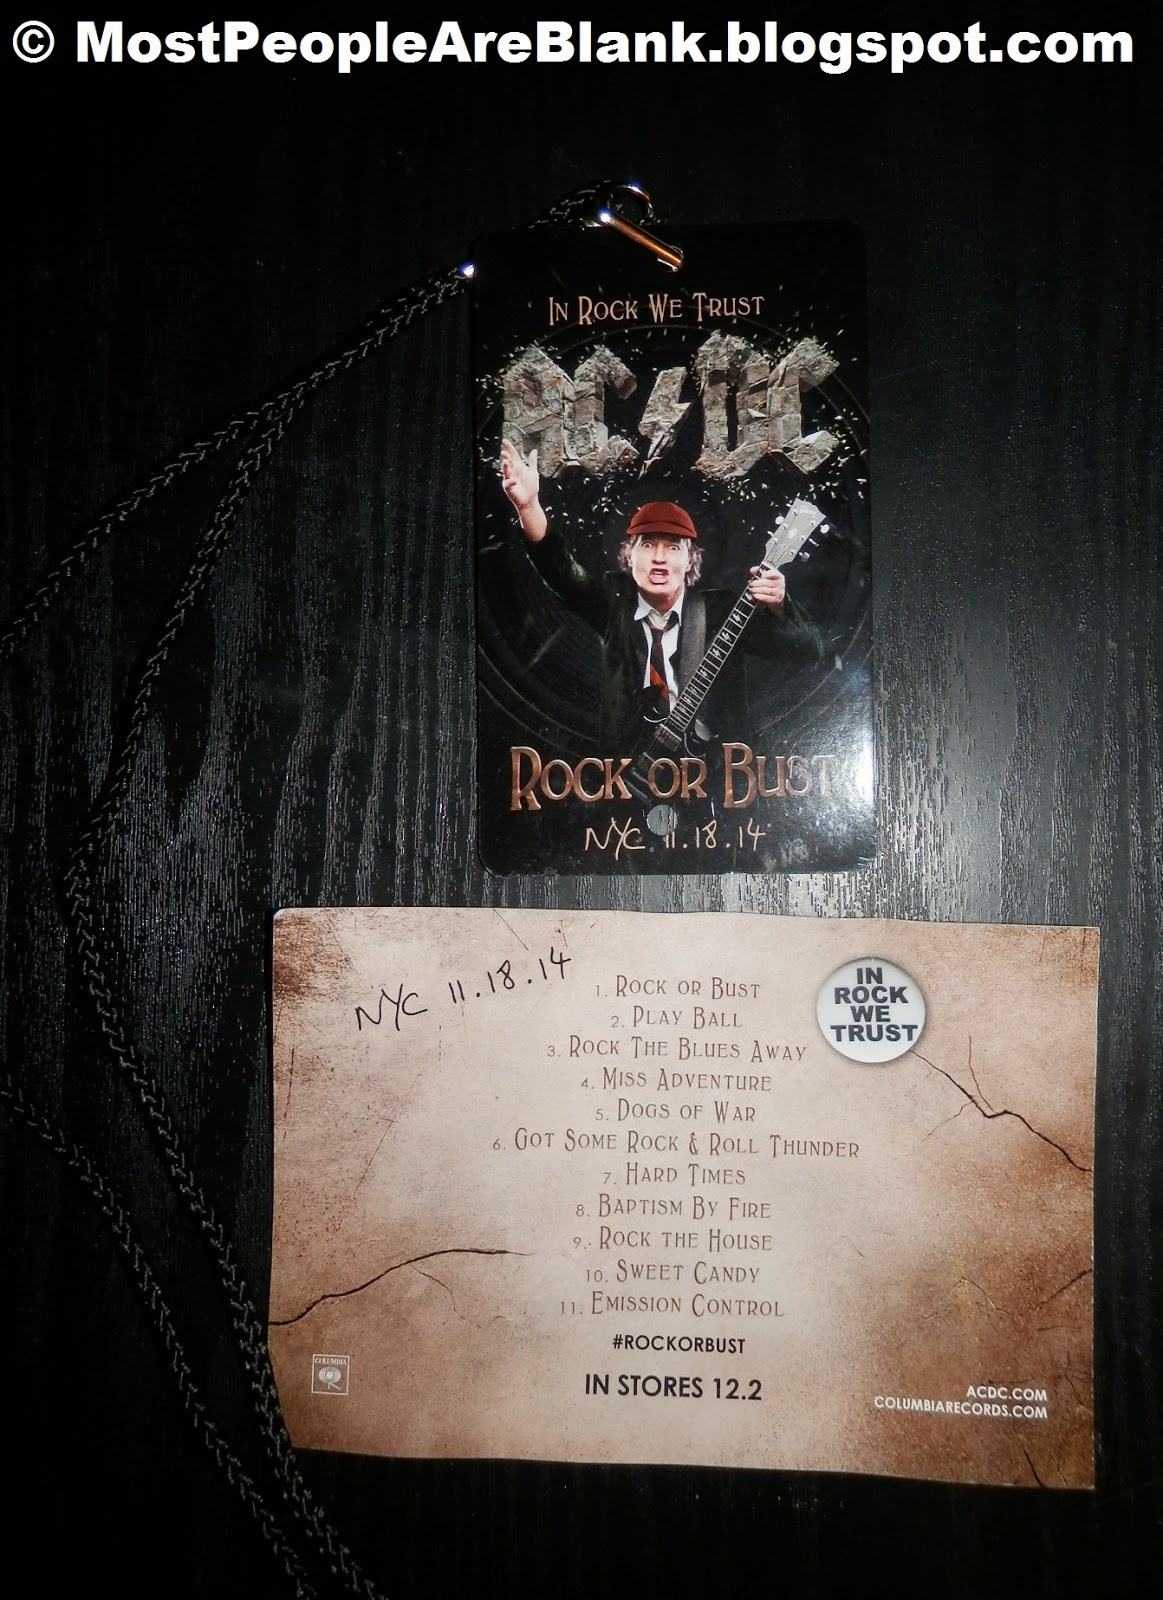 © MostPeopleAreBlank.blogspot.com
In Rock We Trust
AC/DC
Rock or Bust
NYC 11.18.14
NYC 11.18.14
1. Rock or Bust
2. Play Ball
3. Rock The Blues Away
4. Miss Adventure
5. Dogs of War
6. Got Some Rock & Roll Thunder
7. Hard Times
8. Baptism By Fire
9. Rock the House
10. Sweet Candy
11. Emission Control
#ROCKORBUST
IN STORES 12.2
IN
ROCK
WE
TRUST
COLUMBIA
ACDC.COM
COLUMBIARECORDS.COM